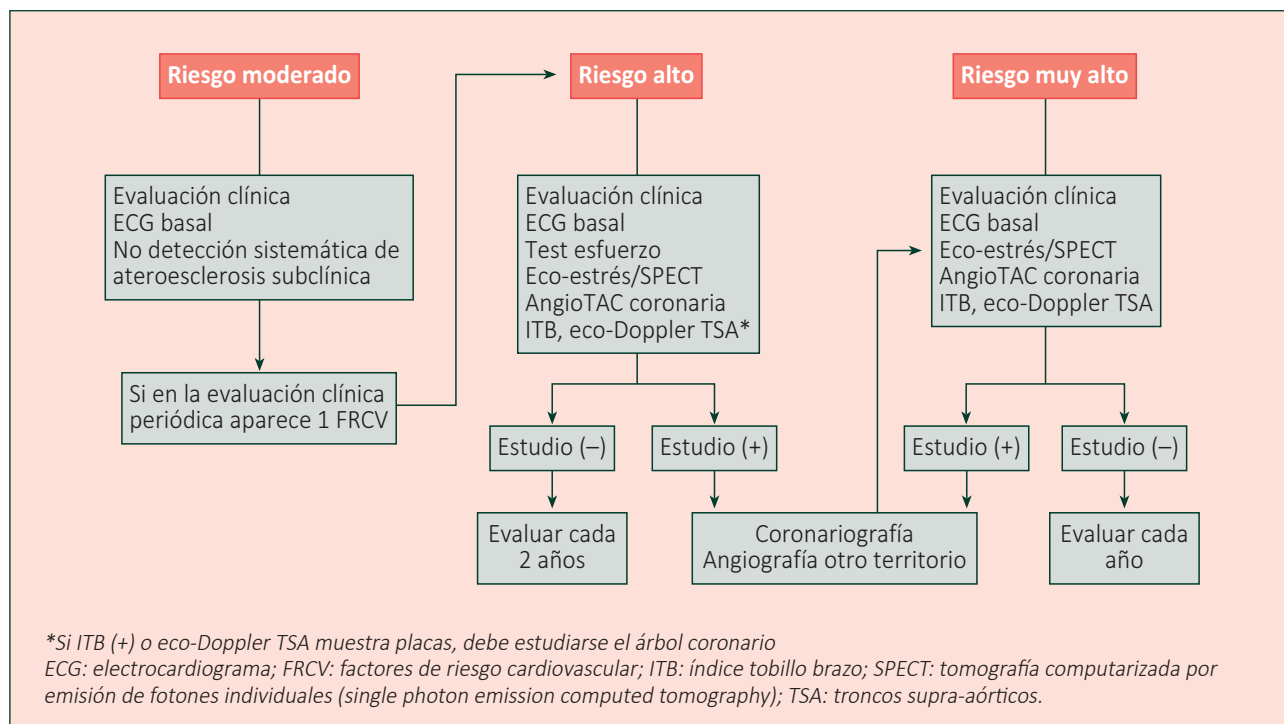 Riesgo moderado
Evaluación clínica
ECG basal
No detección sistemática de
ateroesclerosis subclínica
Si en la evaluación clínica
periódica aparece 1 FRCV
Riesgo alto
Evaluación clínica
ECG basal
Test esfuerzo
Eco-estrés/SPECT
AngioTAC coronaria
ITB, eco-Doppler TSA*
Estudio (–)
Estudio (+)
Evaluar cada
2 años
Coronariografía
Angiografía otro territorio
Riesgo muy alto
Evaluación clínica
ECG basal
Eco-estrés/SPECT
AngioTAC coronaria
ITB, eco-Doppler TSA
Estudio (+)
Estudio (–)
Evaluar cada
año
*Si ITB (+) o eco-Doppler TSA muestra placas, debe estudiarse el árbol coronario
ECG: electrocardiograma; FRCV: factores de riesgo cardiovascular; ITB: índice tobillo brazo; SPECT: tomografía computarizada por
emisión de fotones individuales (single photon emission computed tomography); TSA: troncos supra-aórticos.